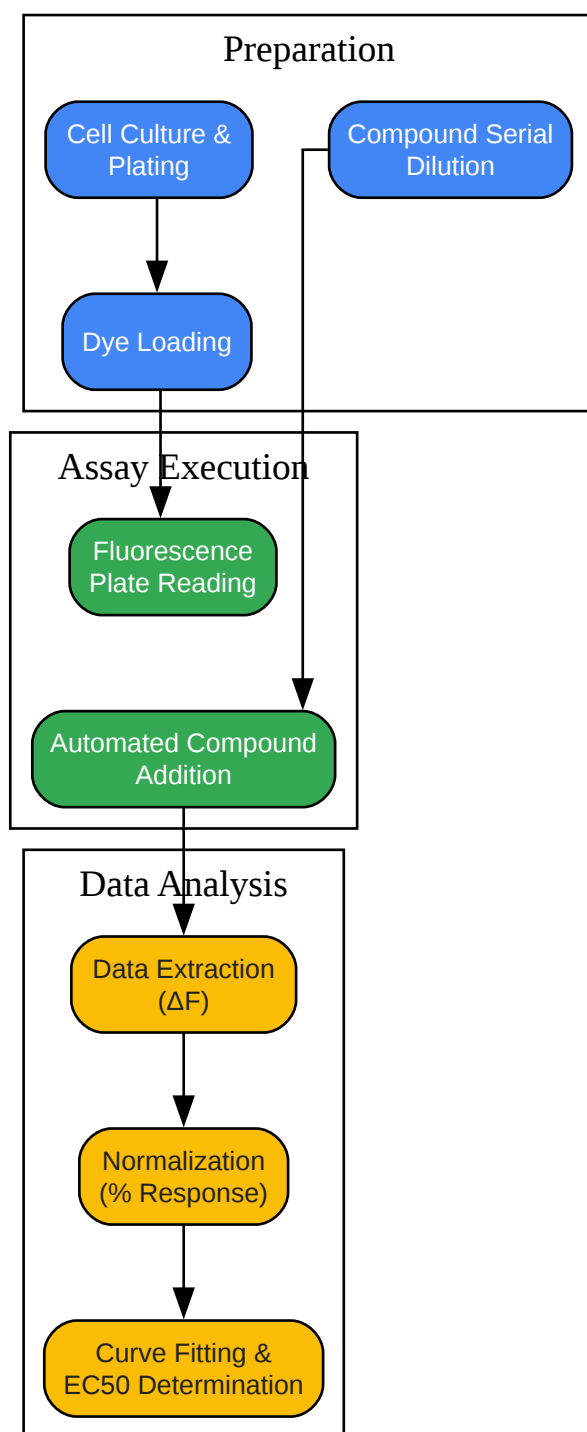 Preparation
Cell Culture &
Plating
Compound Serial
Dilution
Dye Loading
Assay Execution
Fluorescence
Plate Reading
Automated Compound
Addition
Data Analysis
Data Extraction
(ΔF)
Normalization
(% Response)
Curve Fitting &
EC50 Determination